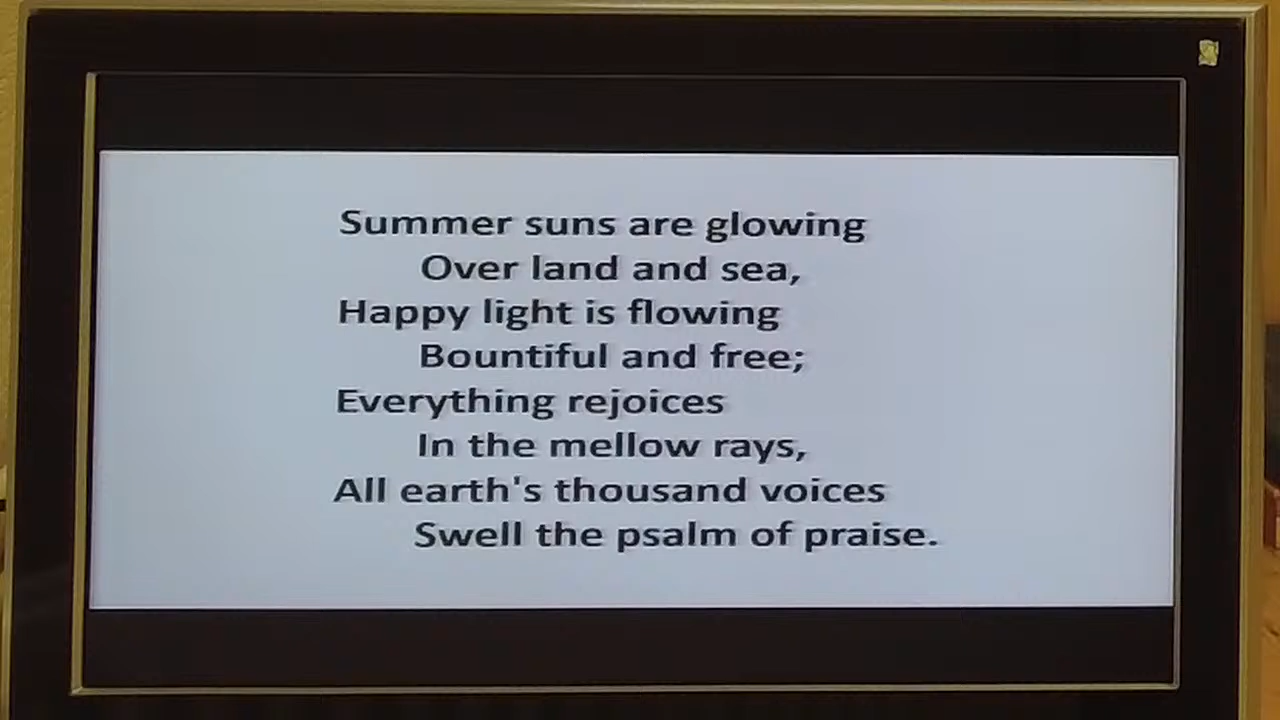 Summer suns are glowing
Over land and sea,
Happy light is flowing
Bountiful and free;
Everything rejoices
In the mellow rays,
All earth's thousand voices
Swell the psalm of praise.